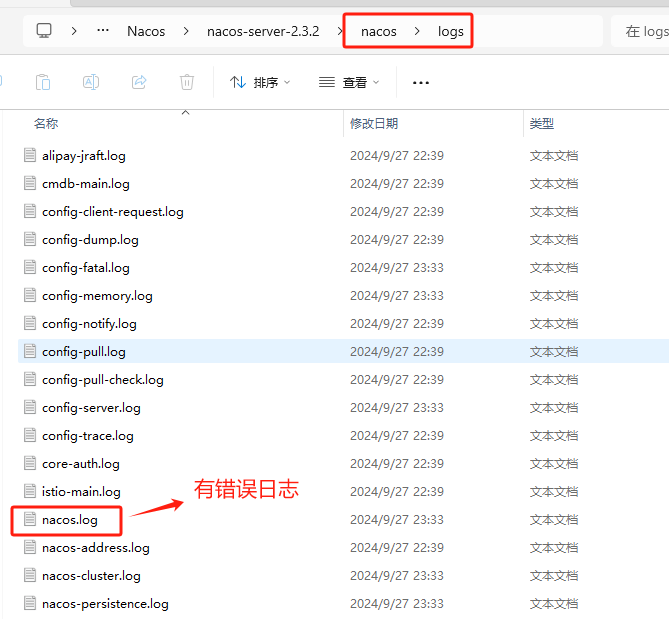 Nacos nacos-server-2.3.2 nacos logs 在 logs
排序 查看
名称 修改日期 类型
alipay-jraft.log 2024/9/27 22:39 文本文档
cmdb-main.log 2024/9/27 22:39 文本文档
config-client-request.log 2024/9/27 22:39 文本文档
config-dump.log 2024/9/27 22:39 文本文档
config-fatal.log 2024/9/27 23:33 文本文档
config-memory.log 2024/9/27 23:33 文本文档
config-notify.log 2024/9/27 22:39 文本文档
config-pull.log 2024/9/27 22:39 文本文档
config-pull-check.log 2024/9/27 22:39 文本文档
config-server.log 2024/9/27 23:33 文本文档
config-trace.log 2024/9/27 22:39 文本文档
core-auth.log 2024/9/27 22:39 文本文档
istio-main.log 2024/9/27 22:39 文本文档
有错误日志
nacos.log 2024/9/27 23:33 文本文档
nacos-address.log 2024/9/27 22:39 文本文档
nacos-cluster.log 2024/9/27 23:33 文本文档
nacos-persistence.log 2024/9/27 23:33 文本文档